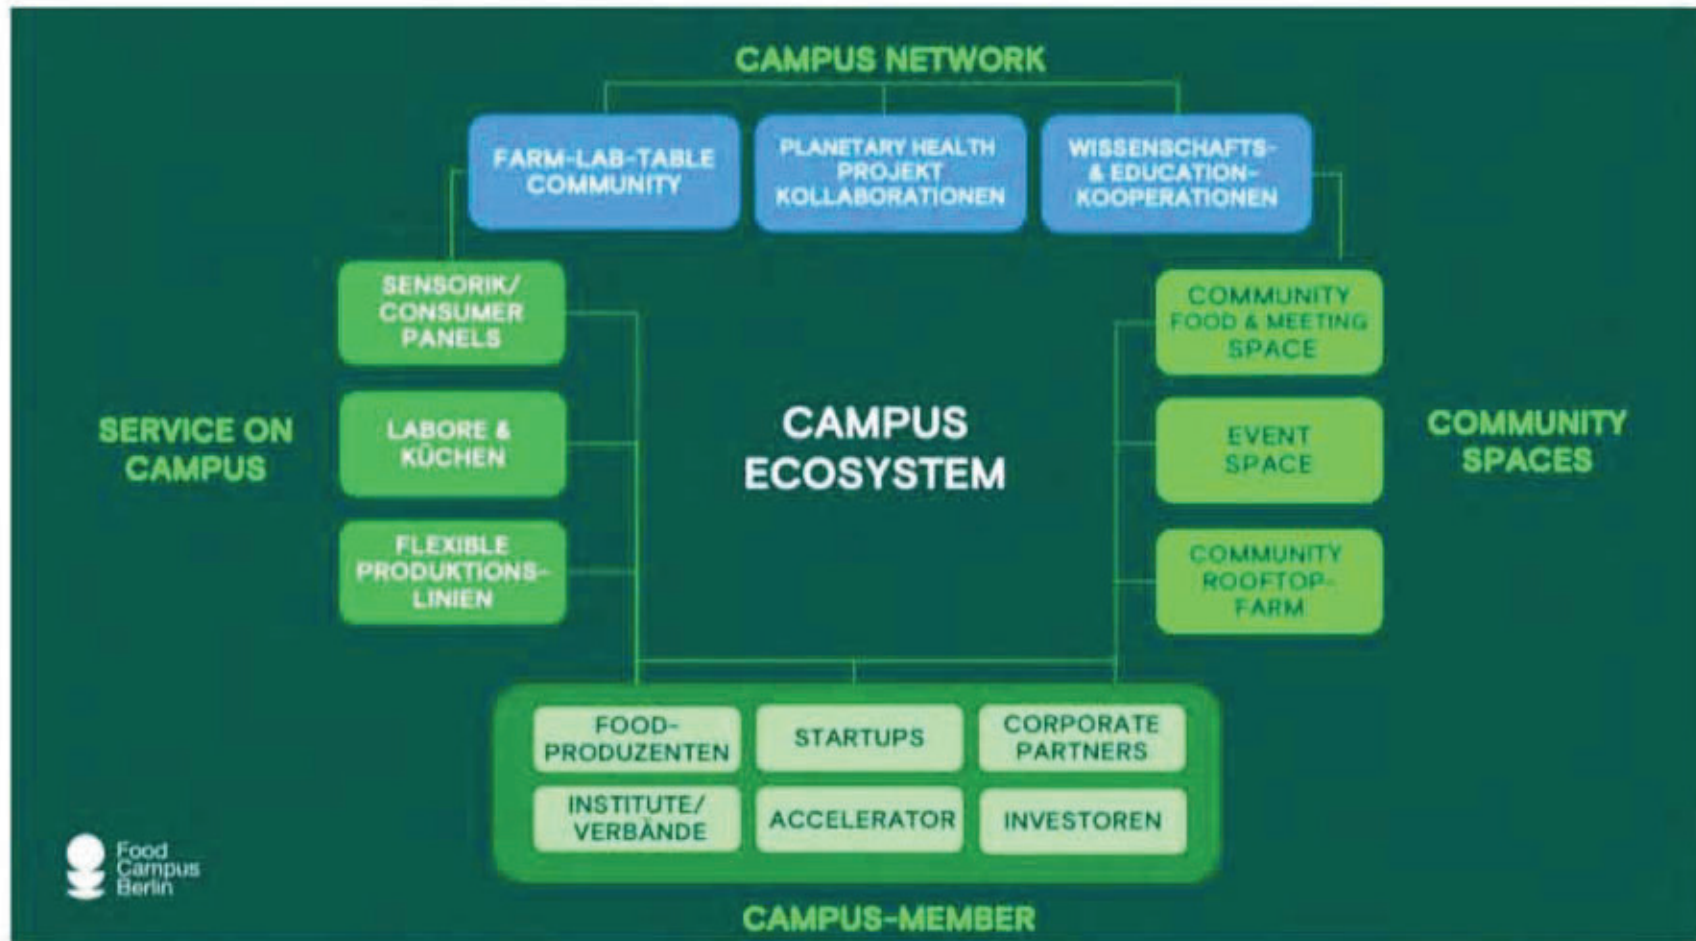 CAMPUS NETWORK
FARM-LAB-TABLE
COMMUNITY
PLANETARY HEALTH
PROJEKT
KOLLABORATIONEN
WISSENSCHAFTS-
& EDUCATION-
KOOPERATIONEN
SENSORIK/
CONSUMER
PANELS
LABORE &
KÜCHEN
FLEXIBLE
PRODUKTIONS-
LINIEN
SERVICE ON
CAMPUS
CAMPUS
ECOSYSTEM
COMMUNITY
FOOD & MEETING
SPACE
EVENT
SPACE
COMMUNITY
ROOFTOP-
FARM
COMMUNITY
SPACES
FOOD-
PRODUZENTEN
STARTUPS
CORPORATE
PARTNERS
INSTITUTE/
VERBÄNDE
ACCELERATOR
INVESTOREN
CAMPUS-MEMBER
Food
Campus
Berlin